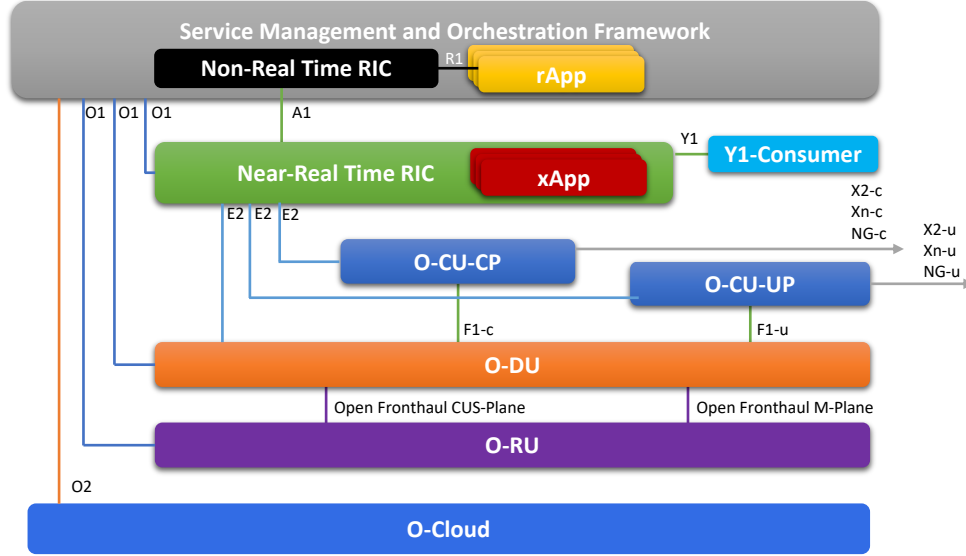 Service Management and Orchestration Framework
Non-Real Time RIC
R1
rApp
O1
O1
O1
A1
Near-Real Time RIC
xApp
Y1
Y1-Consumer
X2-c
Xn-c
NG-c
X2-u
Xn-u
NG-u
E2
E2
E2
O-CU-CP
O-CU-UP
F1-c
F1-u
O-DU
Open Fronthaul CUS-Plane
Open Fronthaul M-Plane
O-RU
O2
O-Cloud